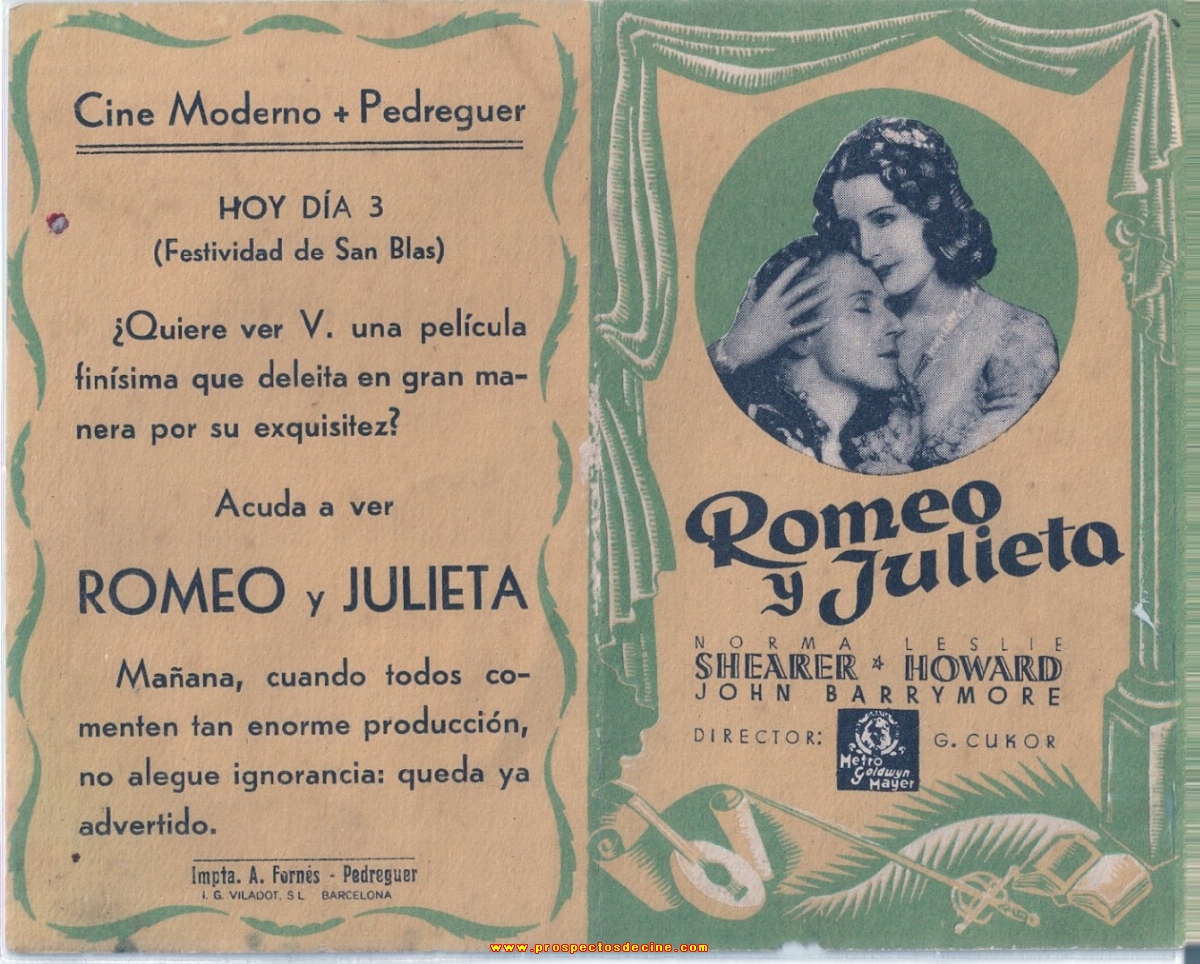 Cine Moderno + Pedreguer
HOY DÍA 3
(Festividad de San Blas)
¿Quiere ver V. una película
finísima que deleita en gran ma-
nera por su exquisitez?
Acuda a ver
ROMEO y JULIETA
Mañana, cuando todos co-
menten tan enorme producción,
no alegue ignorancia: queda ya
advertido.
Impta. A. Fornés - Pedreguer
I. G. VILADOT, S L BARCELONA
Romeo
y Julieta
NORMA LESLIE
SHEARER * HOWARD
JOHN BARRYMORE
DIRECTOR: G. CUKOR
Metro
Goldwyn
Mayer
www.prospectosdecine.com